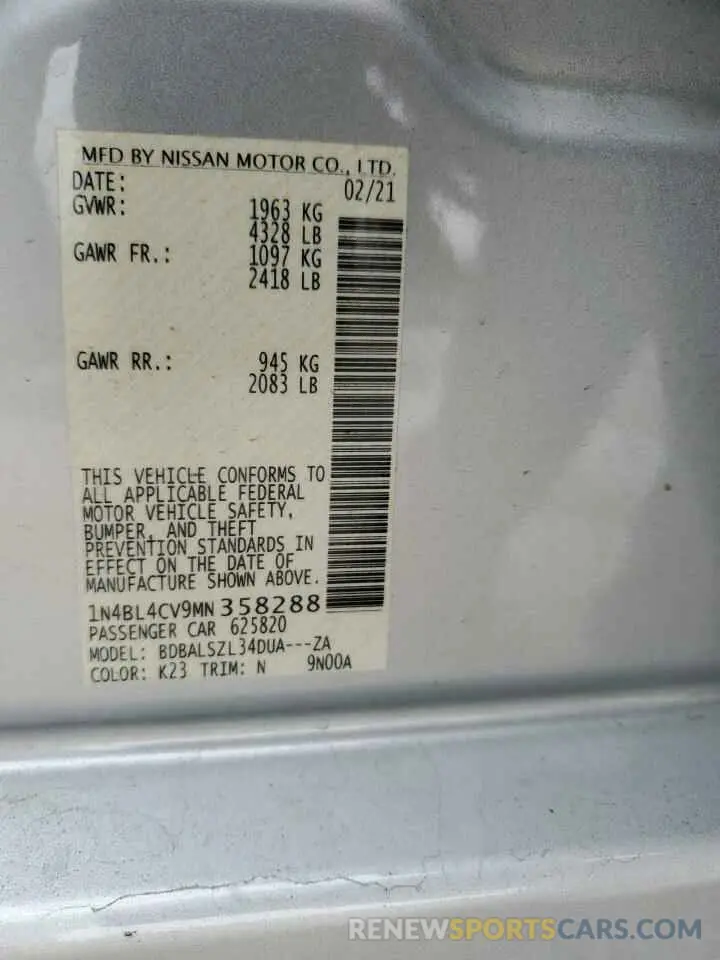 MFD BY NISSAN MOTOR CO., LTD.
DATE: 02/21
GVWR: 1963 KG
4328 LB
GAWR FR.: 1097 KG
2418 LB
GAWR RR.: 945 KG
2083 LB
THIS VEHICLE CONFORMS TO
ALL APPLICABLE FEDERAL
MOTOR VEHICLE SAFETY,
BUMPER, AND THEFT
PREVENTION STANDARDS IN
EFFECT ON THE DATE OF
MANUFACTURE SHOWN ABOVE.
1N4BL4CV9MN358288
PASSENGER CAR 625820
MODEL: BDBALSZL34DUA---ZA
COLOR: K23 TRIM: N 9N00A
RENEWSPORTSCARS.COM